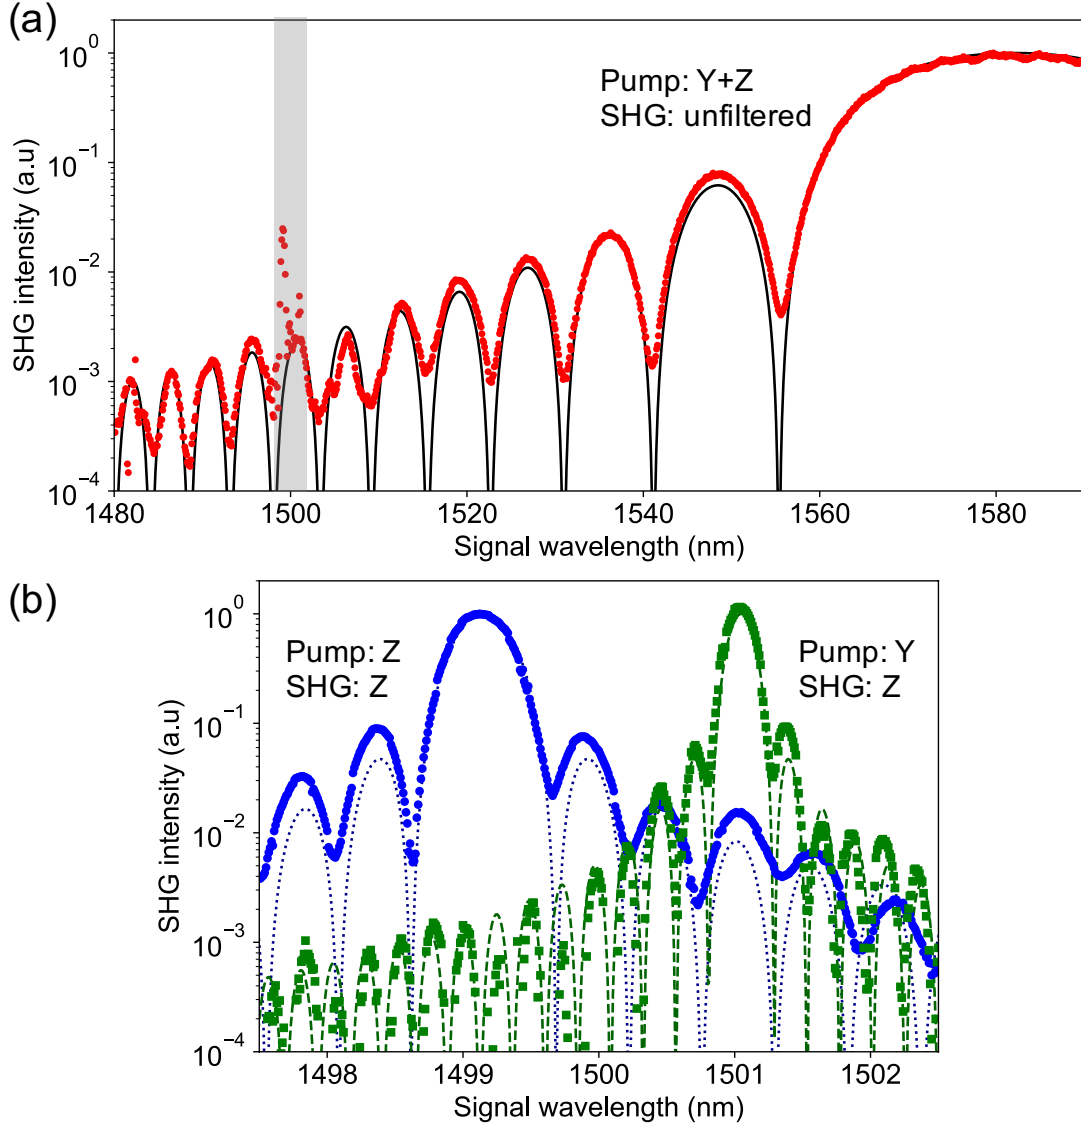 (a)
10⁰
10⁻¹
10⁻²
10⁻³
10⁻⁴
SHG intensity (a.u)
Pump: Y+Z
SHG: unfiltered
1480 1500 1520 1540 1560 1580
Signal wavelength (nm)
(b)
10⁰
10⁻¹
10⁻²
10⁻³
10⁻⁴
SHG intensity (a.u)
Pump: Z
SHG: Z
Pump: Y
SHG: Z
1498 1499 1500 1501 1502
Signal wavelength (nm)